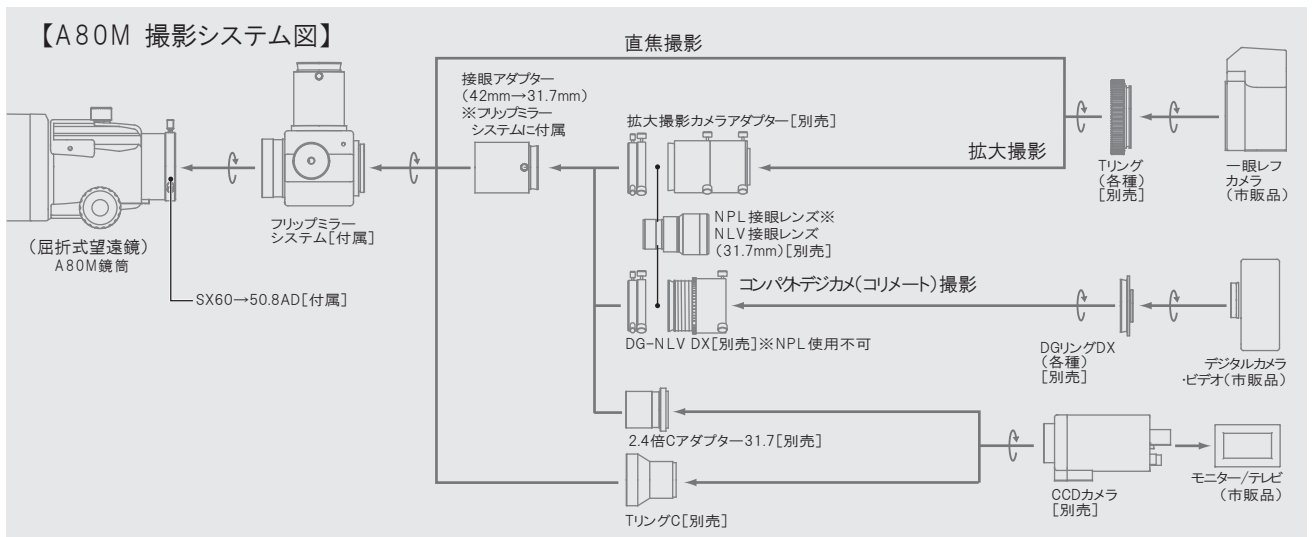 【A80M 撮影システム図】
直焦撮影
接眼アダプター
(42mm→31.7mm)
※フリップミラー
システムに付属
拡大撮影カメラアダプター[別売]
拡大撮影
Tリング
(各種)
[別売]
一眼レフ
カメラ
(市販品)
フリップミラー
システム[付属]
(屈折式望遠鏡)
A80M鏡筒
SX60→50.8AD[付属]
NPL接眼レンズ※
NLV接眼レンズ
(31.7mm)[別売]
コンパクトデジカメ(コリメート)撮影
DG-NLV DX[別売]※NPL使用不可
DGリングDX
(各種)
[別売]
デジタルカメラ
・ビデオ(市販品)
2.4倍Cアダプター31.7[別売]
TリングC[別売]
CCDカメラ
[別売]
モニター/テレビ
(市販品)